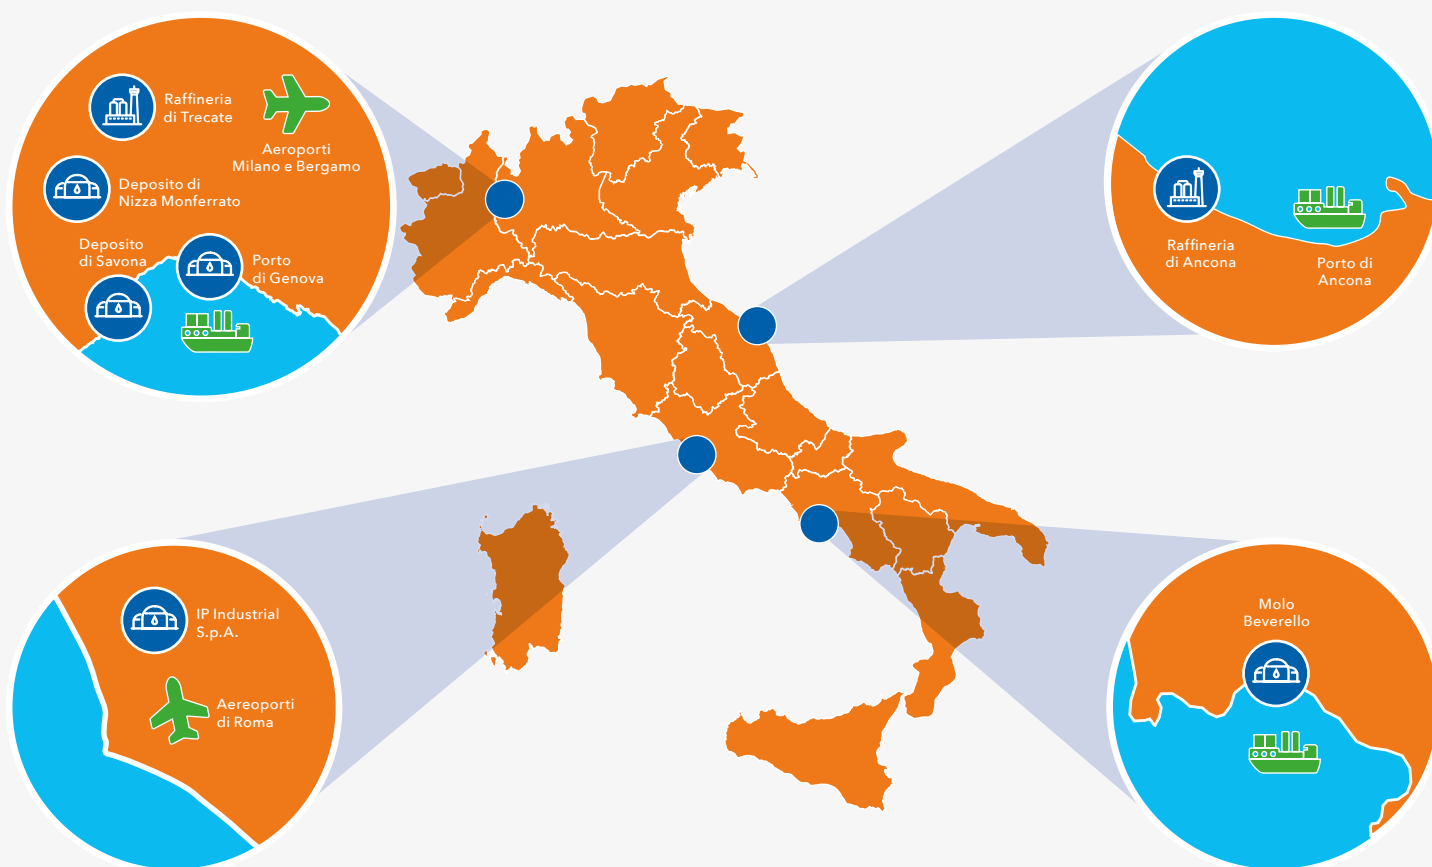 Raffineria
di Trecate
Aeroporti
Milano e Bergamo
Deposito di
Nizza Monferrato
Deposito
di Savona
Porto
di Genova
Raffineria
di Ancona
Porto di
Ancona
IP Industrial
S.p.A.
Aereoporti
di Roma
Molo
Beverello